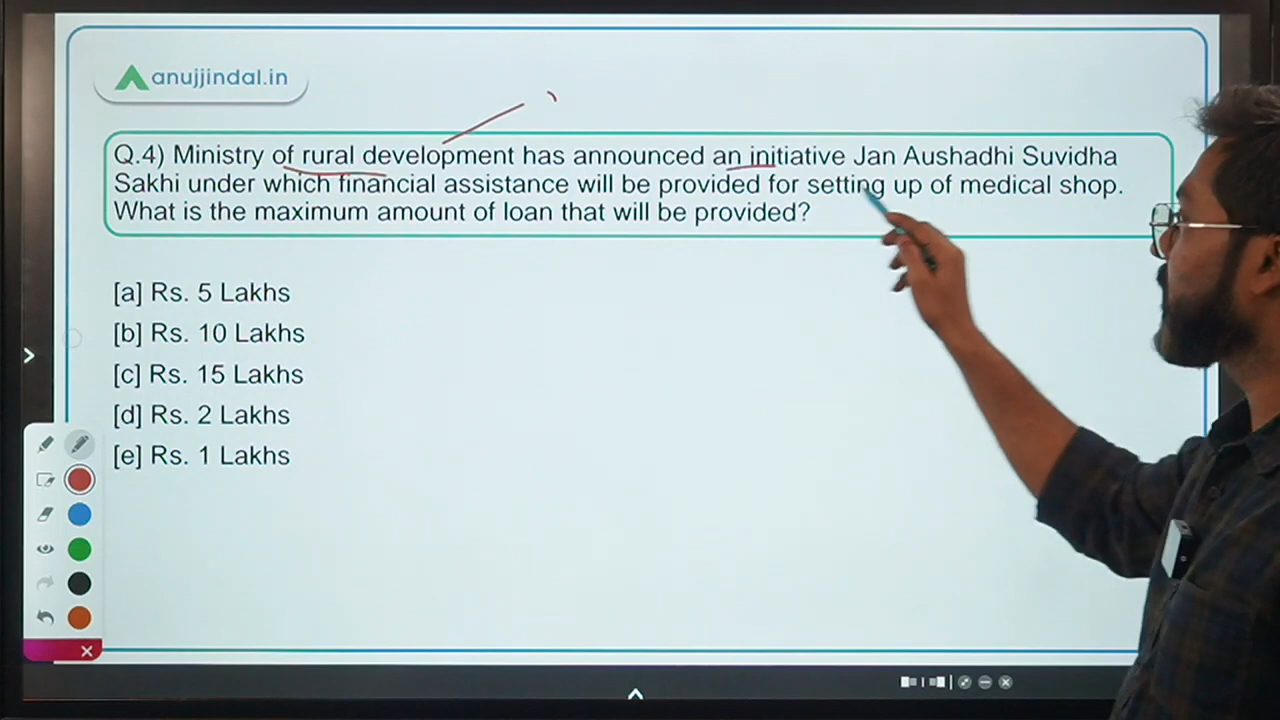 anujjindal.in
Q.4) Ministry of rural development has announced an initiative Jan Aushadhi Suvidha
Sakhi under which financial assistance will be provided for setting up of medical shop.
What is the maximum amount of loan that will be provided?
[a] Rs. 5 Lakhs
[b] Rs. 10 Lakhs
[c] Rs. 15 Lakhs
[d] Rs. 2 Lakhs
[e] Rs. 1 Lakhs